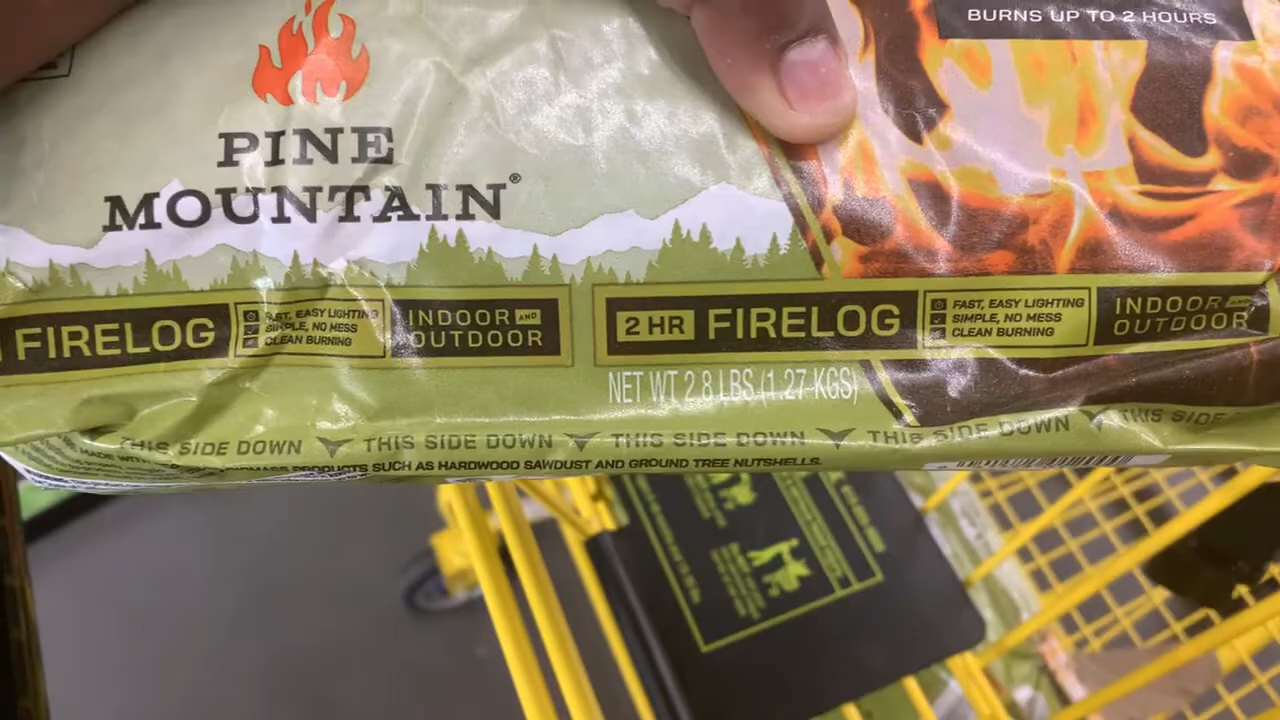 BURNS UP TO 2 HOURS
PINE
MOUNTAIN®
FIRELOG
FAST, EASY LIGHTING
SIMPLE, NO MESS
CLEAN BURNING
INDOOR AND
OUTDOOR
2 HR FIRELOG
FAST, EASY LIGHTING
SIMPLE, NO MESS
CLEAN BURNING
INDOOR AND
OUTDOOR
NET WT 2.8 LBS (1.27 KGS)
THIS SIDE DOWN THIS SIDE DOWN THIS SIDE DOWN THIS SIDE DOWN THIS SIDE
PRODUCTS SUCH AS HARDWOOD SAWDUST AND GROUND TREE NUTSHELLS.